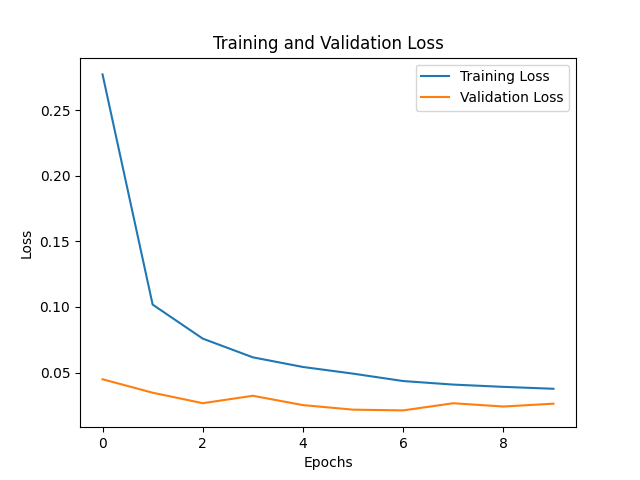 Training and Validation Loss
Training Loss
Validation Loss
0.25
0.20
0.15
0.10
0.05
Loss
0 2 4 6 8
Epochs